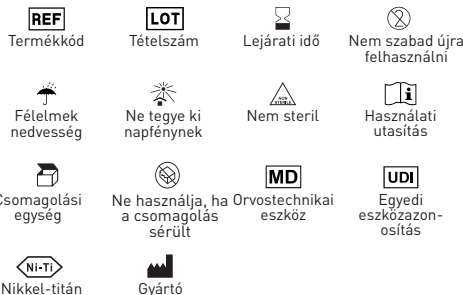 REF
LOT
Termékkód
Tételszám
Lejárati idő
Nem szabad újra
felhasználni
NON
STERILE
Félelmek
nedvesség
Ne tegye ki
napfénynek
Nem steril
Használati
utasítás
MD
UDI
Csomagolási
egység
Ne használja, ha
a csomagolás
sérült
Orvostechnikai
eszköz
Egyedi
eszközazon-
osítás
Ni-Ti
Nikkel-titán
Gyártó